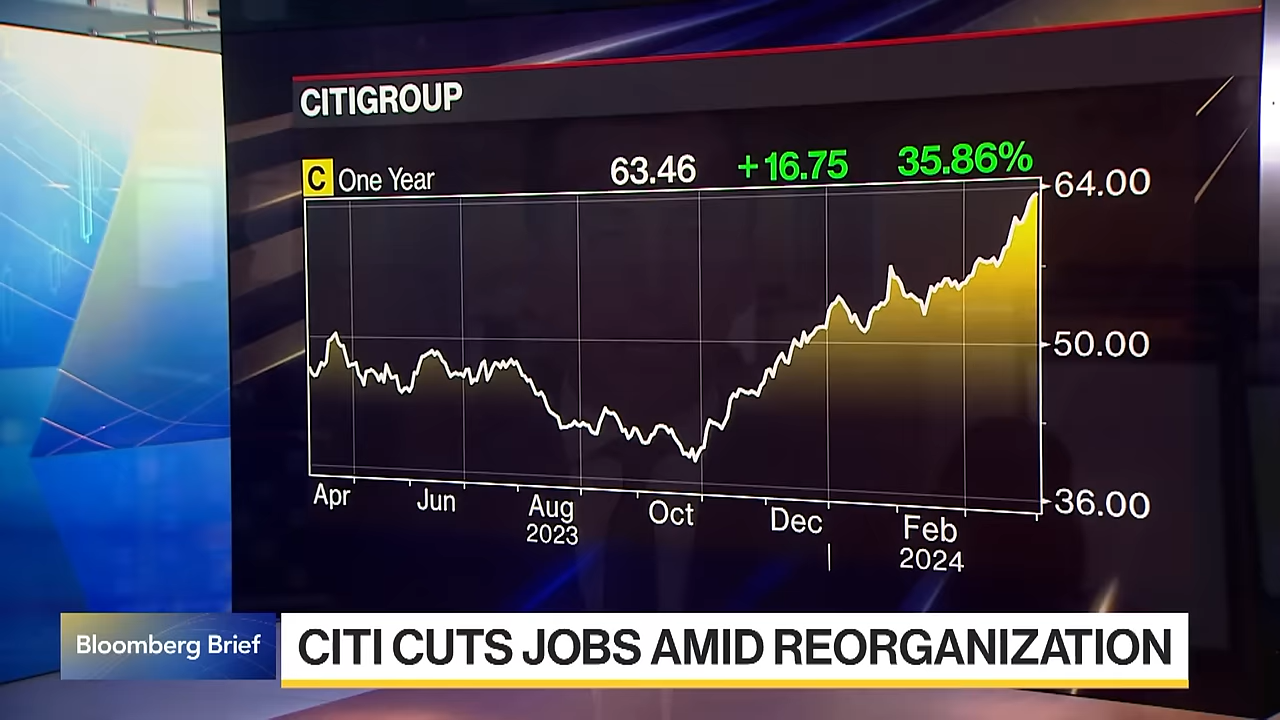 CITIGROUP
C One Year 63.46 +16.75 35.86%
64.00
50.00
36.00
Apr Jun Aug Oct Dec Feb
2023 2024
Bloomberg Brief
CITI CUTS JOBS AMID REORGANIZATION